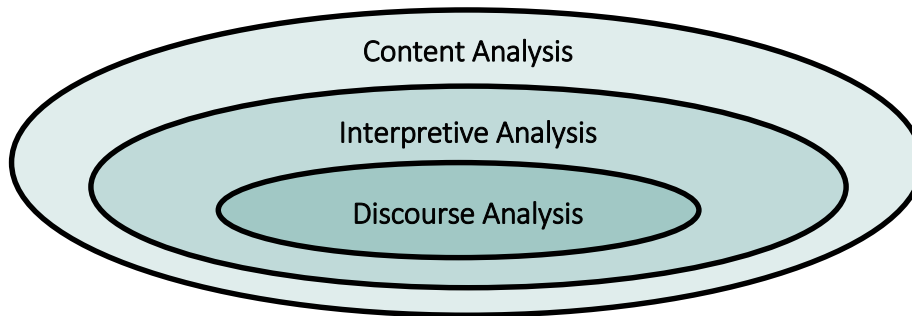 Content Analysis
Interpretive Analysis
Discourse Analysis